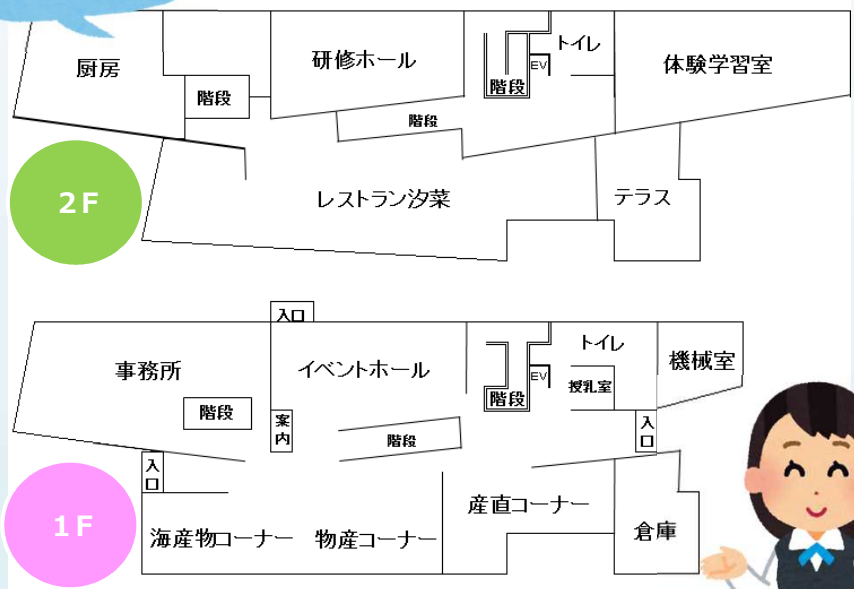 厨房
研修ホール
トイレ
EV
体験学習室
階段
階段
階段
2F
レストラン汐菜
テラス
入口
事務所
イベントホール
トイレ
機械室
EV
授乳室
階段
階段
案内
階段
入口
入口
1F
産直コーナー
海産物コーナー
物産コーナー
倉庫